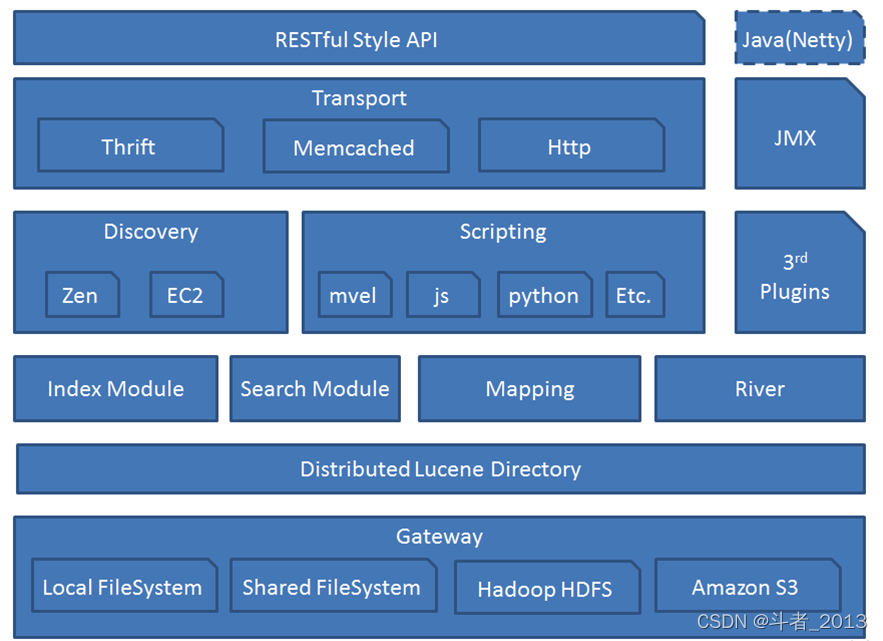 RESTful Style API
Java(Netty)
Transport
Thrift
Memcached
Http
JMX
Discovery
Zen
EC2
Scripting
mvel
js
python
Etc.
3rd
Plugins
Index Module
Search Module
Mapping
River
Distributed Lucene Directory
Gateway
Local FileSystem
Shared FileSystem
Hadoop HDFS
Amazon S3
CSDN @斗者_2013